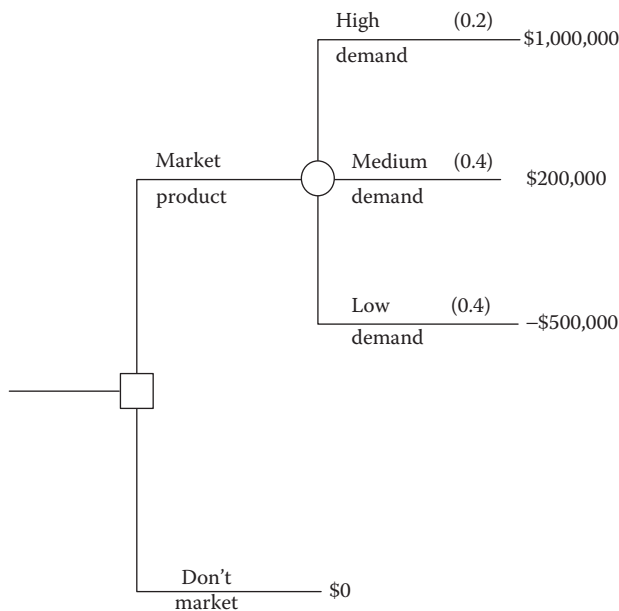 High (0.2)
demand
$1,000,000
Market
product
Medium (0.4)
demand
$200,000
Low (0.4)
demand
–$500,000
Don't
market
$0